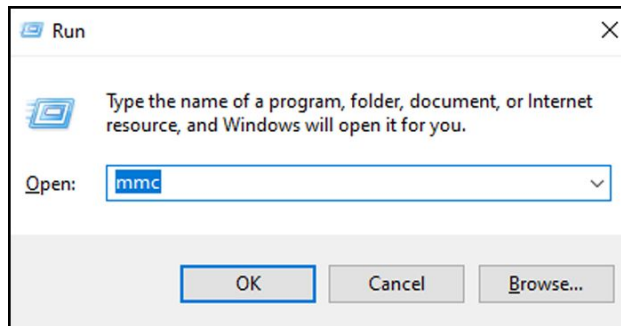 Run
Type the name of a program, folder, document, or Internet
resource, and Windows will open it for you.
Open: mmc
OK Cancel Browse...